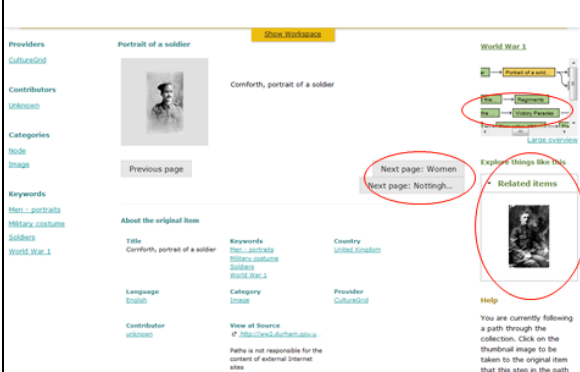 Show Workspace
Providers
CultureGrid
Contributors
Unknown
Categories
Node
Image
Keywords
Men - portraits
Military costume
Soldiers
World War 1
Portrait of a soldier
Cornforth, portrait of a soldier
Previous page
Next page: Women
Next page: Nottingh...
About the original item
Title
Cornforth, portrait of a soldier
Keywords
Men - portraits
Military costume
Soldiers
World War 1
Country
United Kingdom
Language
English
Category
Image
Provider
CultureGrid
Contributor
unknown
View at Source
http://ww2.durham.gov.u
Paths is not responsible for the
content of external Internet
sites
World War 1
Portrait of a sold...
the...
Regiments
the...
Victory Parades
Large overview
Explore things like this
Related items
Help
You are currently following
a path through the
collection. Click on the
thumbnail image to be
taken to the original item
that this step in the path